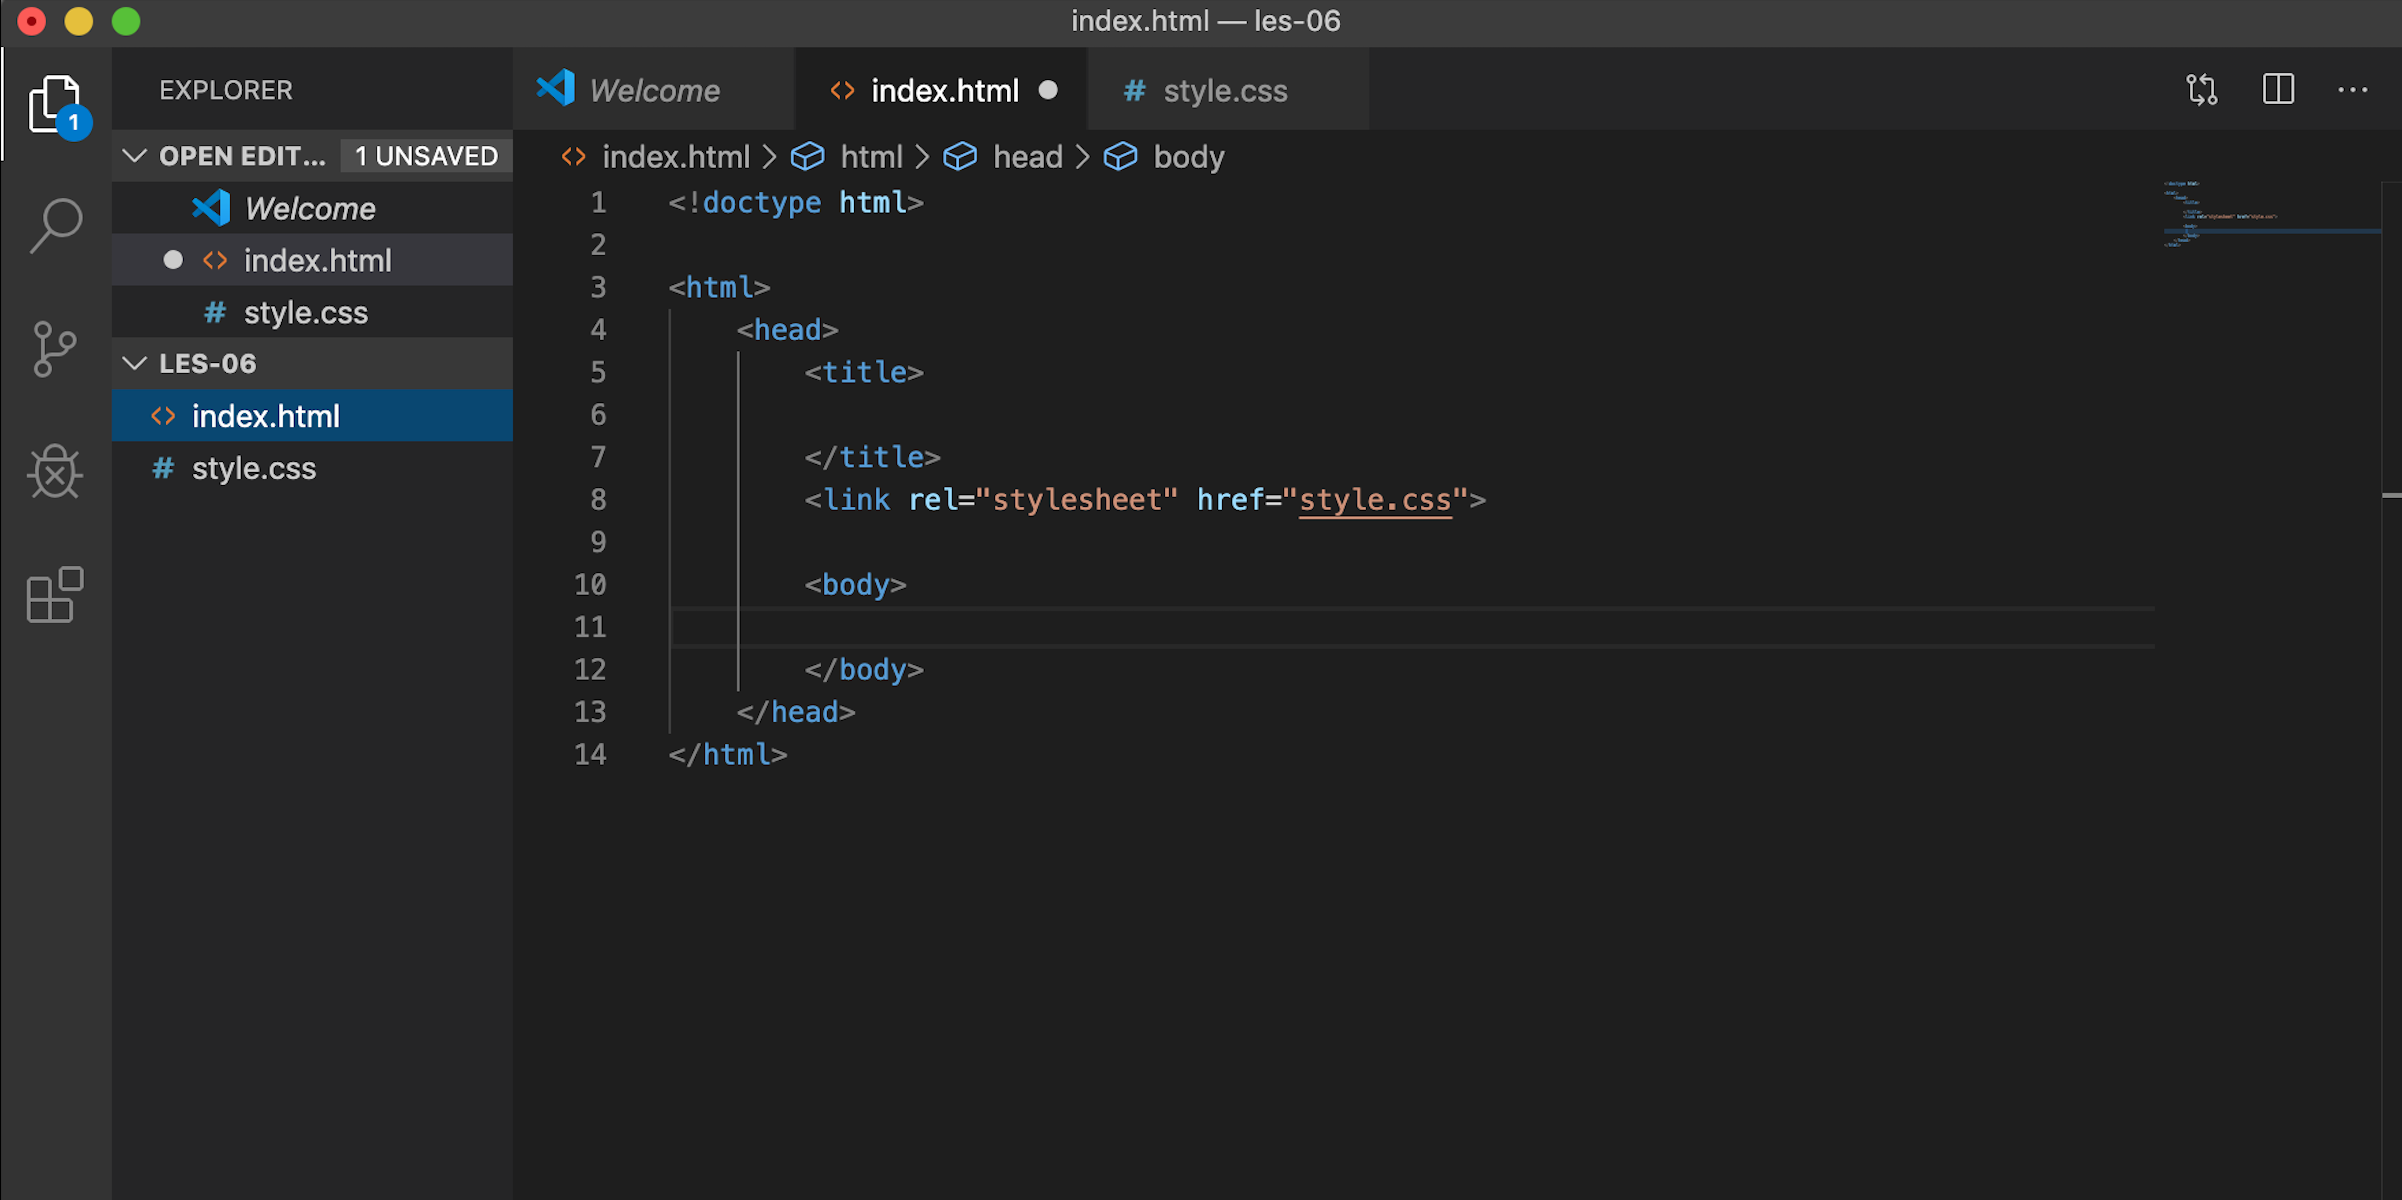 index.html — les-06
EXPLORER
Welcome
index.html
# style.css
1
OPEN EDIT... 1 UNSAVED
Welcome
index.html
# style.css
LES-06
index.html
# style.css
index.html > html > head > body
1 <!doctype html>
2
3 <html>
4 <head>
5 <title>
6
7 </title>
8 <link rel="stylesheet" href="style.css">
9
10 <body>
11
12 </body>
13 </head>
14 </html>